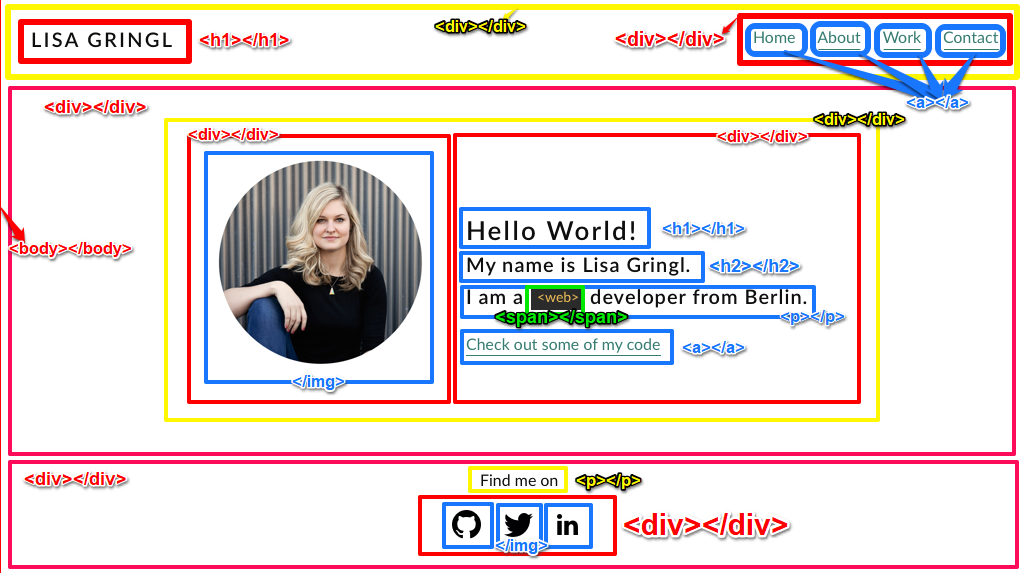 <div></div>
LISA GRINGL <h1></h1>
<div></div>
Home About Work Contact
<a></a>
<div></div>
<div></div>
<div></div>
<div></div>
<body></body>
Hello World! <h1></h1>
My name is Lisa Gringl. <h2></h2>
I am a <web> developer from Berlin.
<span></span>
<p></p>
Check out some of my code <a></a>
</img>
<div></div>
Find me on <p></p>
in
<div></div>
</img>